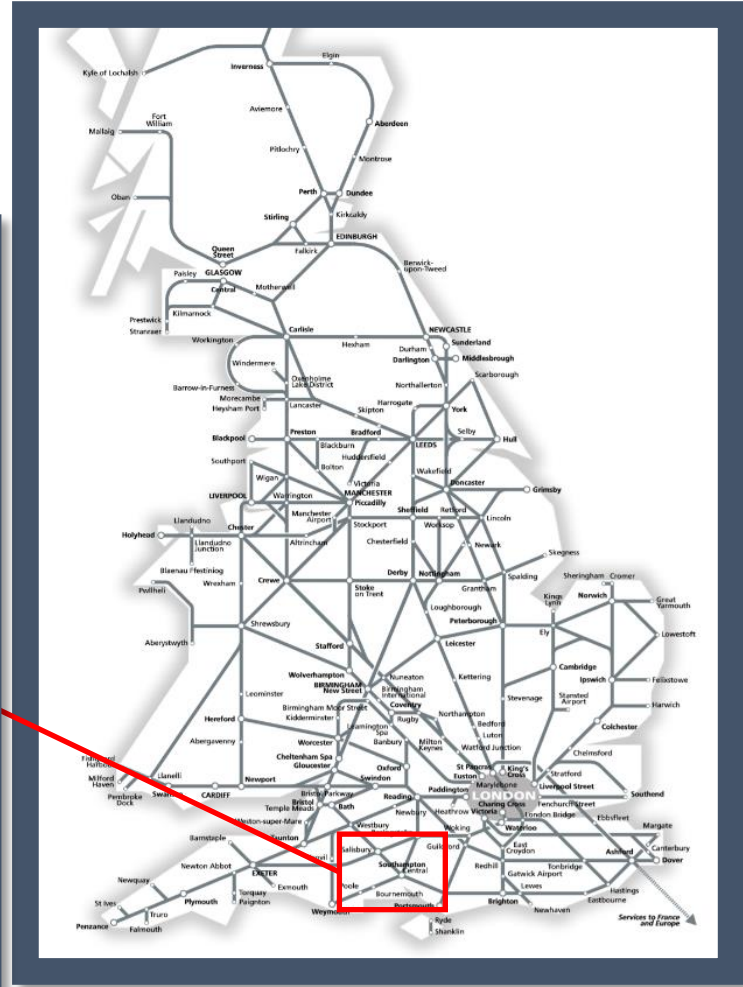 Elgin
Inverness
Kyle of Lochalsh
Aviemore
Fort
William
Mallaig
Aberdeen
Pitlochry
Montrose
Oban
Perth
Dundee
Stirling
Kirkcaldy
Queen
Street
EDINBURGH
Falkirk
Berwick-
upon-Tweed
Paisley
GLASGOW
Central
Motherwell
Prestwick
Kilmarnock
Stranraer
Carlisle
NEWCASTLE
Sunderland
Workington
Hexham
Durham
Darlington
Middlesbrough
Windermere
Scarborough
Oxenholme
Lake District
Barrow-In-Furness
Northallerton
Morecambe
Heysham Port
Lancaster
Harrogate
Skipton
York
Blackpool
Preston
Blackburn
Bradford
LEEDS
Selby
Hull
Southport
Bolton
Huddersfield
Wigan
Victoria
Wakefield
Doncaster
LIVERPOOL
Warrington
MANCHESTER
Piccadilly
Grimsby
Manchester
Airport
Sheffield
Retford
Llandudno
Chester
Stockport
Worksop
Lincoln
Holyhead
Llandudno
Junction
Altrincham
Chesterfield
Newark
Blaenau Ffestiniog
Skegness
Pwllheli
Wrexham
Crewe
Stoke
on Trent
Derby
Nottingham
Grantham
Spalding
Sheringham
Cromer
Kings
Lynn
Norwich
Great
Yarmouth
Loughborough
Peterborough
Aberystwyth
Shrewsbury
Stafford
Leicester
Ely
Lowestoft
Wolverhampton
BIRMINGHAM
New Street
Nuneaton
Birmingham
International
Kettering
Cambridge
Ipswich
Felixstowe
Leominster
Birmingham Moor Street
Kidderminster
Coventry
Rugby
Northampton
Stevenage
Stansted
Airport
Harwich
Hereford
Leamington
Spa
Bedford
Colchester
Abergavenny
Worcester
Banbury
Milton
Keynes
Luton
Watford Junction
Cheltenham Spa
Gloucester
Oxford
Chelmsford
Milford
Haven
Llanelli
Newport
Swindon
St Pancras
Euston
King's
Cross
Stratford
Pembroke
Dock
CARDIFF
Bristol Parkway
Bristol
Temple Meads
Bath
Reading
Paddington
Marylebone
LONDON
Liverpool Street
Southend
Weston-super-Mare
Newbury
Heathrow
Victoria
Charing Cross
Fenchurch Street
London Bridge
Ebbsfleet
Barnstaple
Taunton
Westbury
Woking
Waterloo
Margate
Canterbury
Salisbury
Guildford
East
Croydon
Ashford
Dover
Newton Abbot
Southampton
Central
Redhill
Gatwick Airport
Tonbridge
Newquay
EXETER
Exmouth
Poole
Bournemouth
Lewes
Hastings
Eastbourne
St Ives
Plymouth
Torquay
Paignton
Weymouth
Portsmouth
Brighton
Newhaven
Truro
Penzance
Falmouth
Ryde
Shanklin
Services to France
and Europe